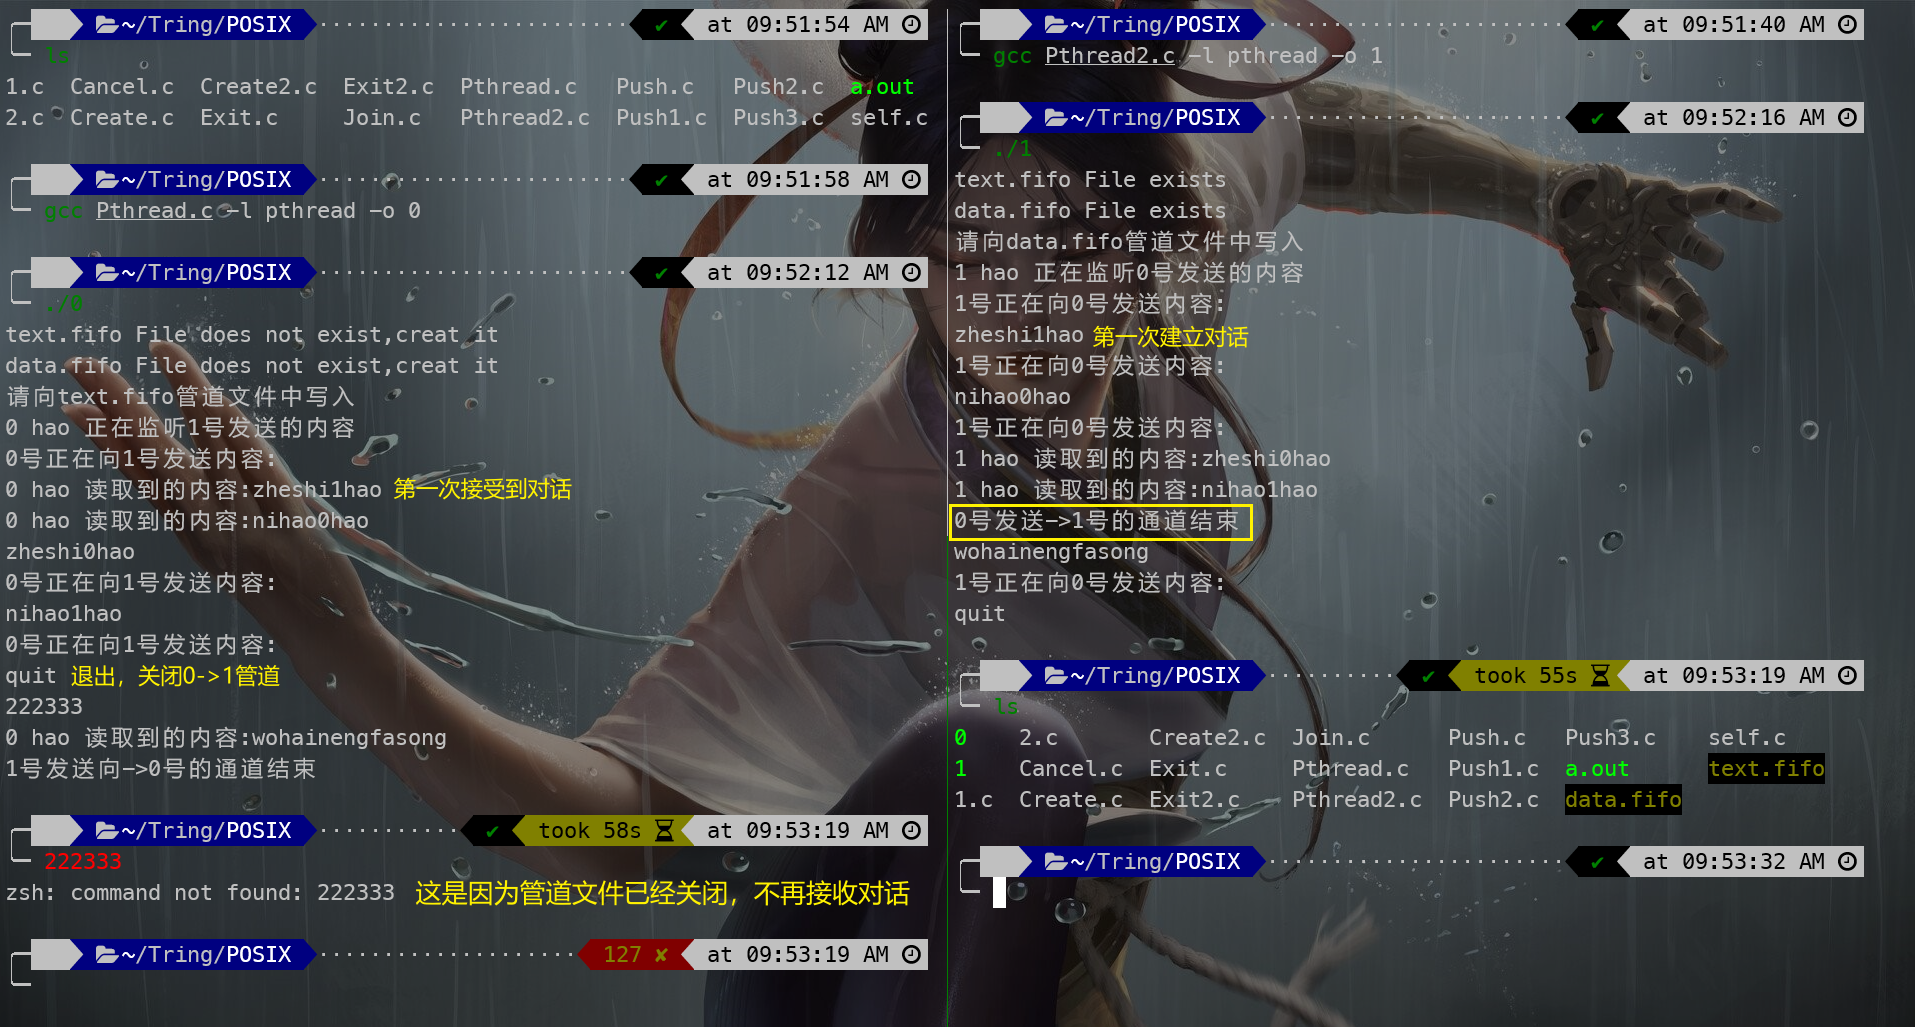 ~/Tring/POSIX ✔ at 09:51:54 AM
ls
1.c Cancel.c Create2.c Exit2.c Pthread.c Push.c Push2.c a.out
2.c Create.c Exit.c Join.c Pthread2.c Push1.c Push3.c self.c
~/Tring/POSIX ✔ at 09:51:58 AM
gcc Pthread.c -l pthread -o 0
~/Tring/POSIX ✔ at 09:52:12 AM
./0
text.fifo File does not exist,creat it
data.fifo File does not exist,creat it
请向text.fifo管道文件中写入
0 hao 正在监听1号发送的内容
0号正在向1号发送内容:
0 hao 读取到的内容:zheshi1hao 第一次接受到对话
0 hao 读取到的内容:nihao0hao
zheshi0hao
0号正在向1号发送内容:
nihao1hao
0号正在向1号发送内容:
quit 退出，关闭0->1管道
222333
0 hao 读取到的内容:wohainengfasong
1号发送向->0号的通道结束
~/Tring/POSIX ✔ took 58s at 09:53:19 AM
222333
zsh: command not found: 222333 这是因为管道文件已经关闭，不再接收对话
~/Tring/POSIX 127 ✘ at 09:53:19 AM
~/Tring/POSIX ✔ at 09:51:40 AM
gcc Pthread2.c -l pthread -o 1
~/Tring/POSIX ✔ at 09:52:16 AM
./1
text.fifo File exists
data.fifo File exists
请向data.fifo管道文件中写入
1 hao 正在监听0号发送的内容
1号正在向0号发送内容:
zheshi1hao 第一次建立对话
1号正在向0号发送内容:
nihao0hao
1号正在向0号发送内容:
1 hao 读取到的内容:zheshi0hao
1 hao 读取到的内容:nihao1hao
0号发送->1号的通道结束
wohainengfasong
1号正在向0号发送内容:
quit
~/Tring/POSIX ✔ took 55s at 09:53:19 AM
ls
0 2.c Create2.c Join.c Push.c Push3.c self.c
1 Cancel.c Exit.c Pthread.c Push1.c a.out text.fifo
1.c Create.c Exit2.c Pthread2.c Push2.c data.fifo
~/Tring/POSIX ✔ at 09:53:32 AM